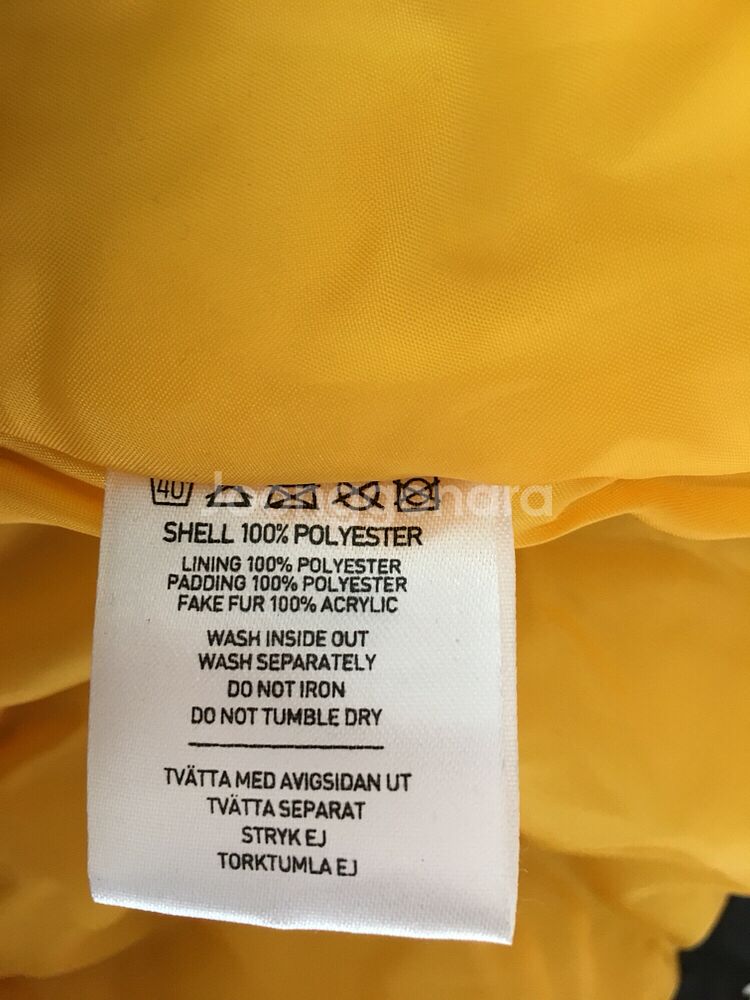 40
SHELL 100% POLYESTER
LINING 100% POLYESTER
PADDING 100% POLYESTER
FAKE FUR 100% ACRYLIC
WASH INSIDE OUT
WASH SEPARATELY
DO NOT IRON
DO NOT TUMBLE DRY
TVÄTTA MED AVIGSIDAN UT
TVÄTTA SEPARAT
STRYK EJ
TORKTUMLA EJ